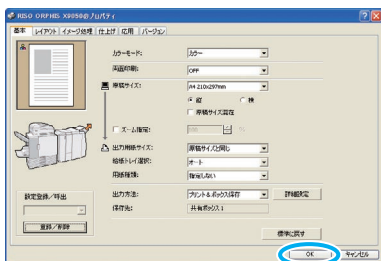 RISO ORPHIS X9050のプロパティ
基本 レイアウト イメージ処理 仕上げ 応用 バージョン
カラーモード: カラー
両面印刷: OFF
原稿サイズ: A4 210x297mm
縦 横
原稿サイズ混在
ズーム指定: 100 %
出力用紙サイズ: 原稿サイズと同じ
給紙トレイ選択: オート
用紙種類: 指定しない
設定登録/呼出
出力方法: プリント&ボックス保存 詳細設定
保存先: 共有ボックス1
登録/削除
標準に戻す
OK キャンセル